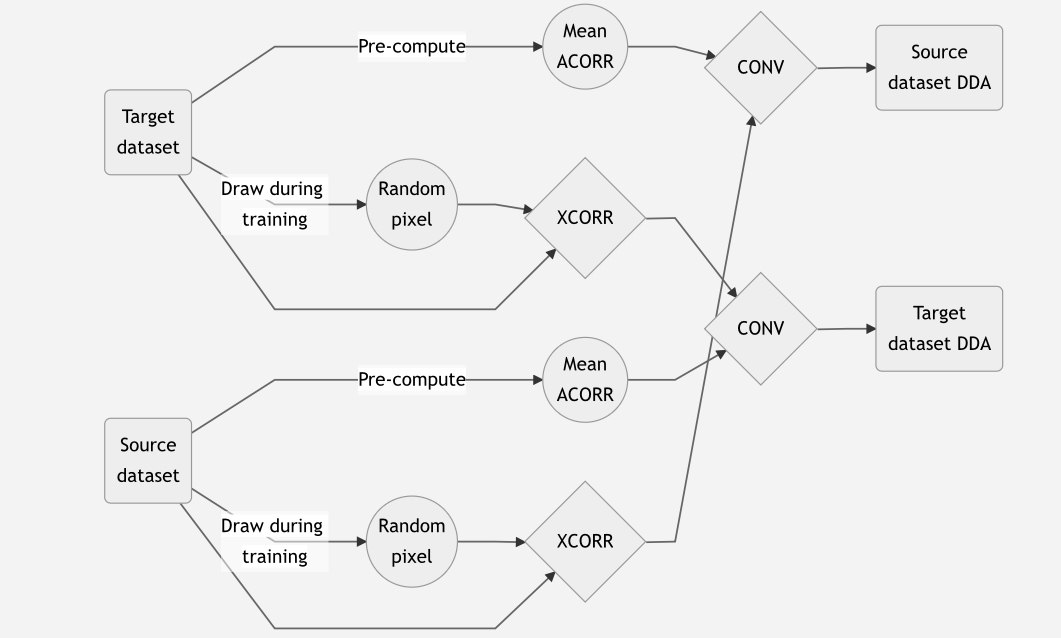 Pre-compute
Mean
ACORR
CONV
Source
dataset DDA
Target
dataset
Draw during
training
Random
pixel
XCORR
CONV
Target
dataset DDA
Pre-compute
Mean
ACORR
Source
dataset
Draw during
training
Random
pixel
XCORR